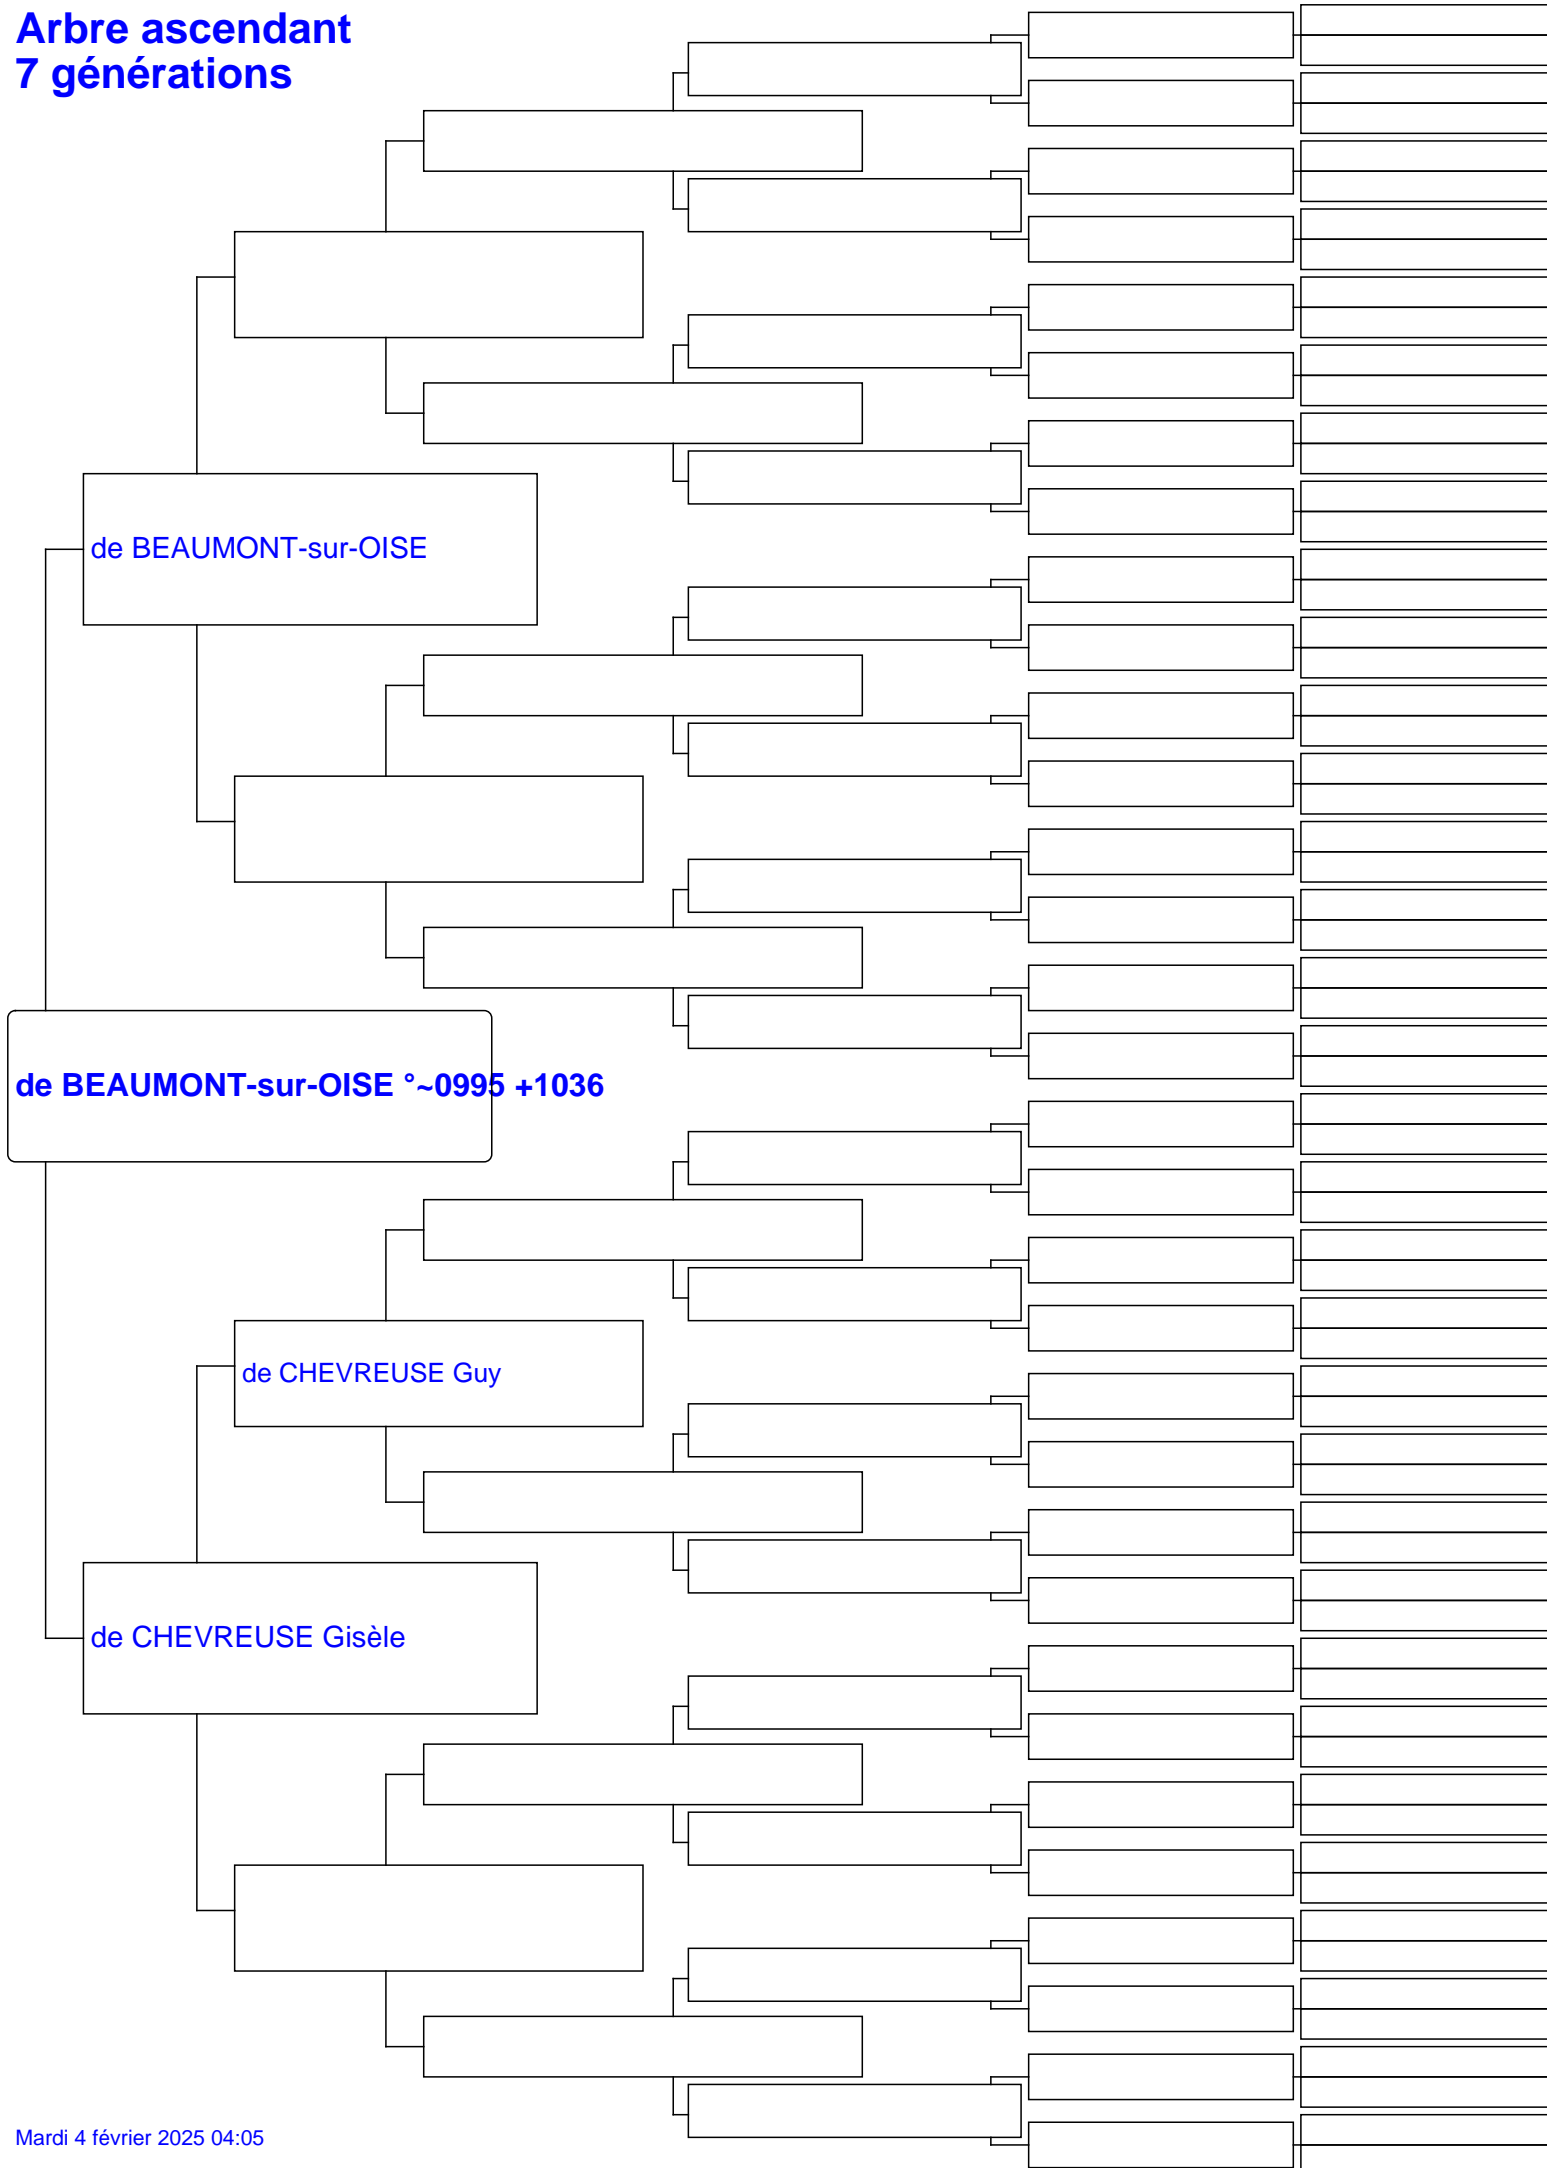 Arbre ascendant
7 générations
de BEAUMONT-sur-OISE
de BEAUMONT-sur-OISE °~0995 +1036
de CHEVREUSE Guy
de CHEVREUSE Gisèle
Mardi 4 février 2025 04:05